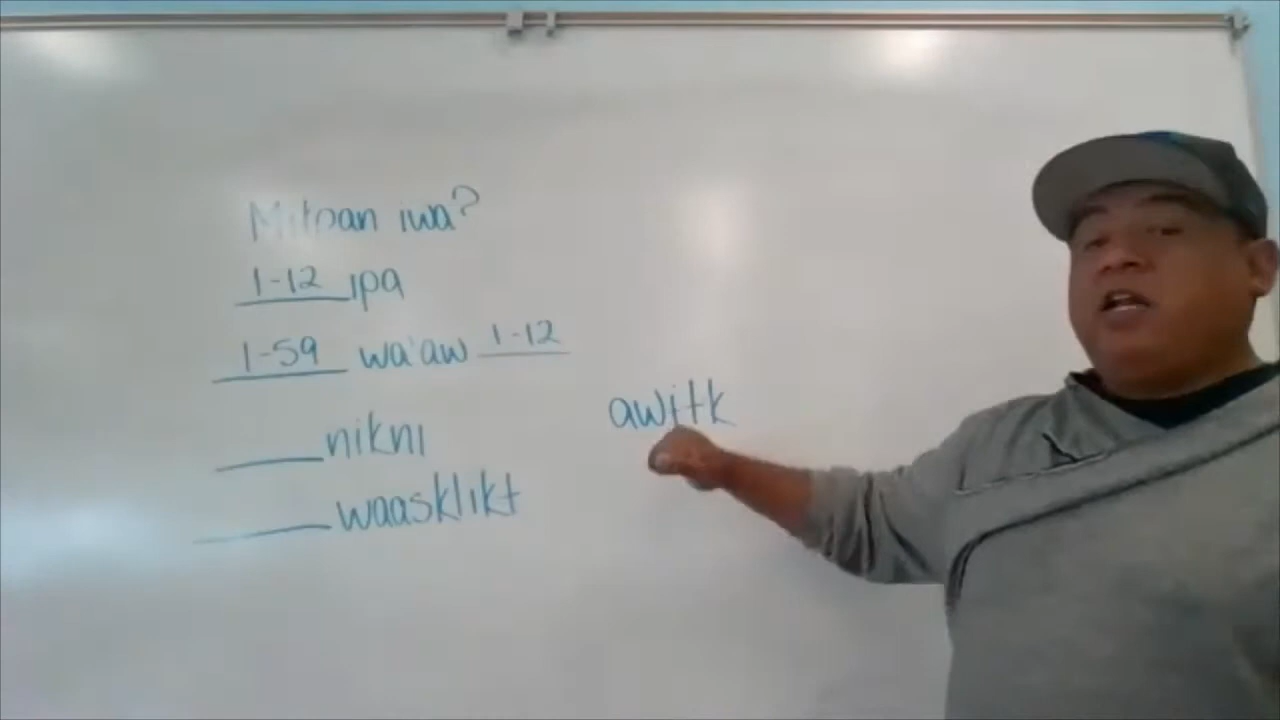 Mitpan iwa?
1-12 ipa
1-59 wa'aw 1-12
nikni
awitk
waasklikt